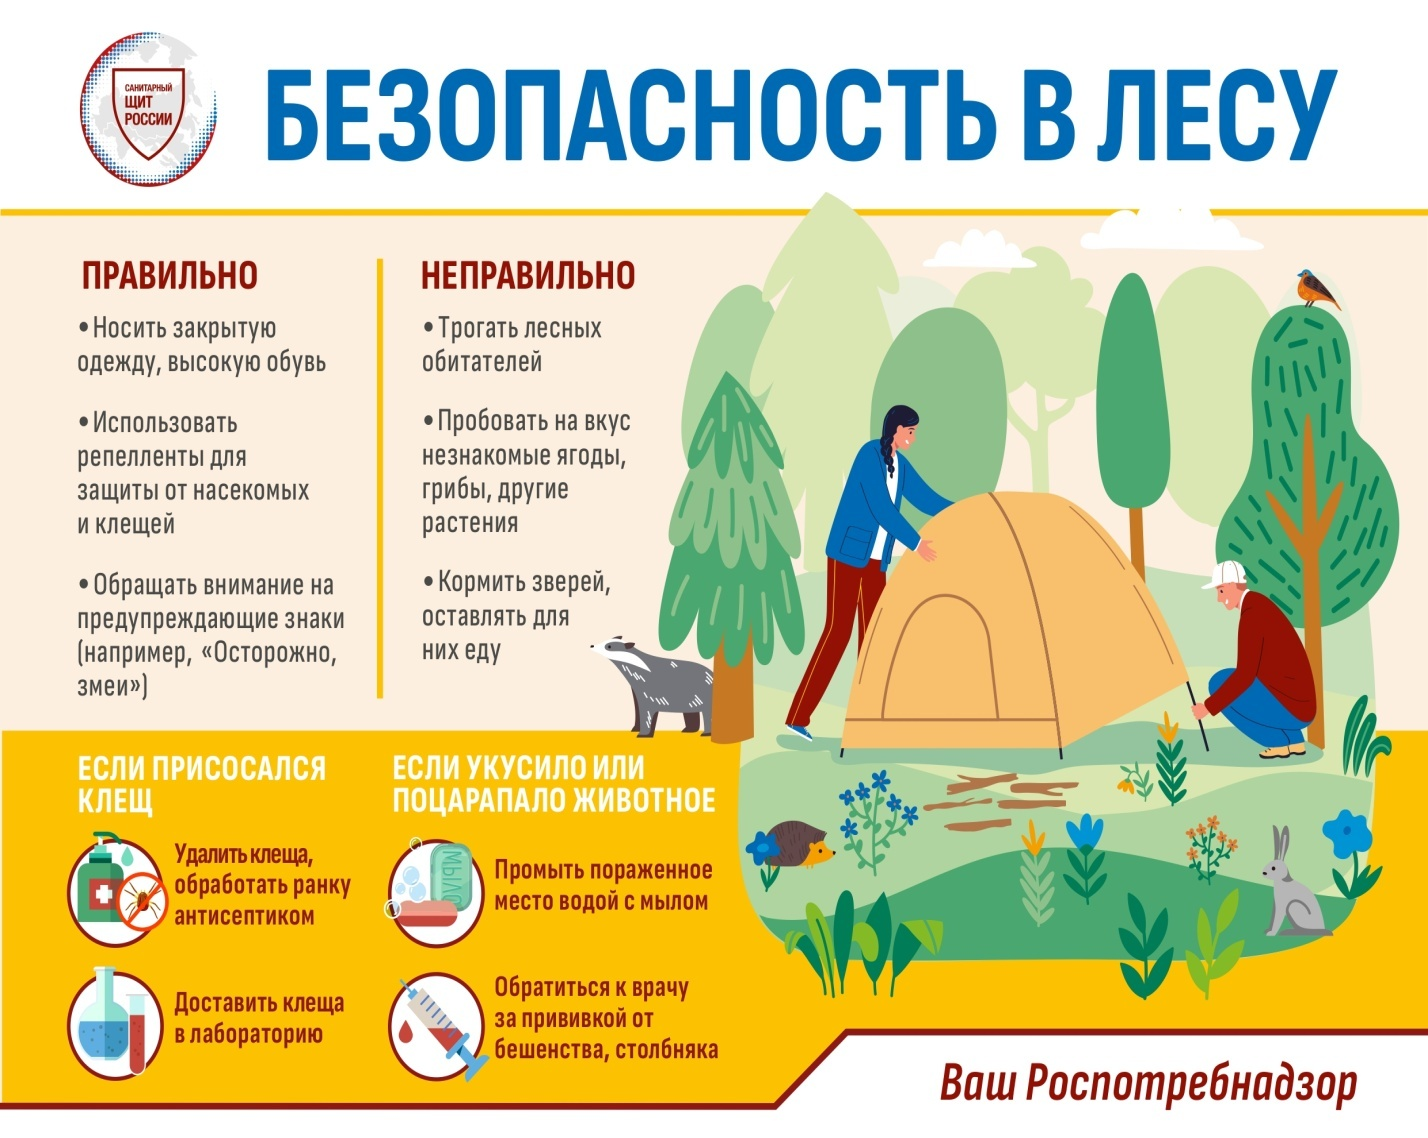 САНИТАРНЫЙ
ЩИТ
РОССИИ
БЕЗОПАСНОСТЬ В ЛЕСУ
ПРАВИЛЬНО
• Носить закрытую
одежду, высокую обувь
• Использовать
репелленты для
защиты от насекомых
и клещей
• Обращать внимание на
предупреждающие знаки
(например, «Осторожно,
змеи»)
НЕПРАВИЛЬНО
• Трогать лесных
обитателей
• Пробовать на вкус
незнакомые ягоды,
грибы, другие
растения
• Кормить зверей,
оставлять для
них еду
ЕСЛИ ПРИСОСАЛСЯ
КЛЕЩ
Удалить клеща,
обработать ранку
антисептиком
Доставить клеща
в лабораторию
ЕСЛИ УКУСИЛО ИЛИ
ПОЦАРАПАЛО ЖИВОТНОЕ
МЫЛО
Промыть пораженное
место водой с мылом
Обратиться к врачу
за прививкой от
бешенства, столбняка
Ваш Роспотребнадзор